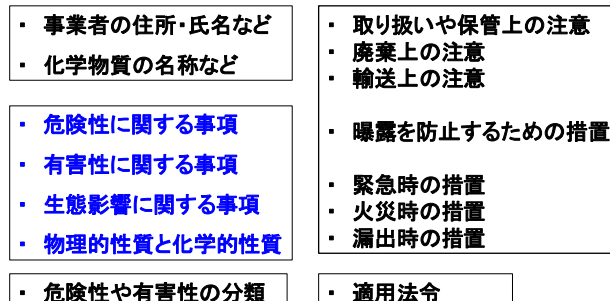 ・ 事業者の住所・氏名など
・ 化学物質の名称など
・ 危険性に関する事項
・ 有害性に関する事項
・ 生態影響に関する事項
・ 物理的性質と化学的性質
・ 危険性や有害性の分類
・ 取り扱いや保管上の注意
・ 廃棄上の注意
・ 輸送上の注意
・ 曝露を防止するための措置
・ 緊急時の措置
・ 火災時の措置
・ 漏出時の措置
・ 適用法令